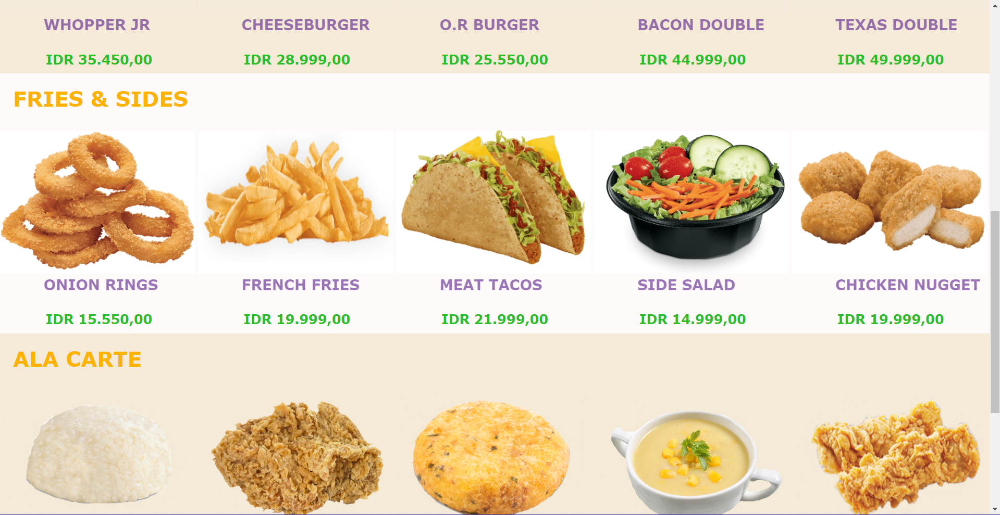 WHOPPER JR
CHEESEBURGER
O.R BURGER
BACON DOUBLE
TEXAS DOUBLE
IDR 35.450,00
IDR 28.999,00
IDR 25.550,00
IDR 44.999,00
IDR 49.999,00
FRIES & SIDES
ONION RINGS
FRENCH FRIES
MEAT TACOS
SIDE SALAD
CHICKEN NUGGET
IDR 15.550,00
IDR 19.999,00
IDR 21.999,00
IDR 14.999,00
IDR 19.999,00
ALA CARTE